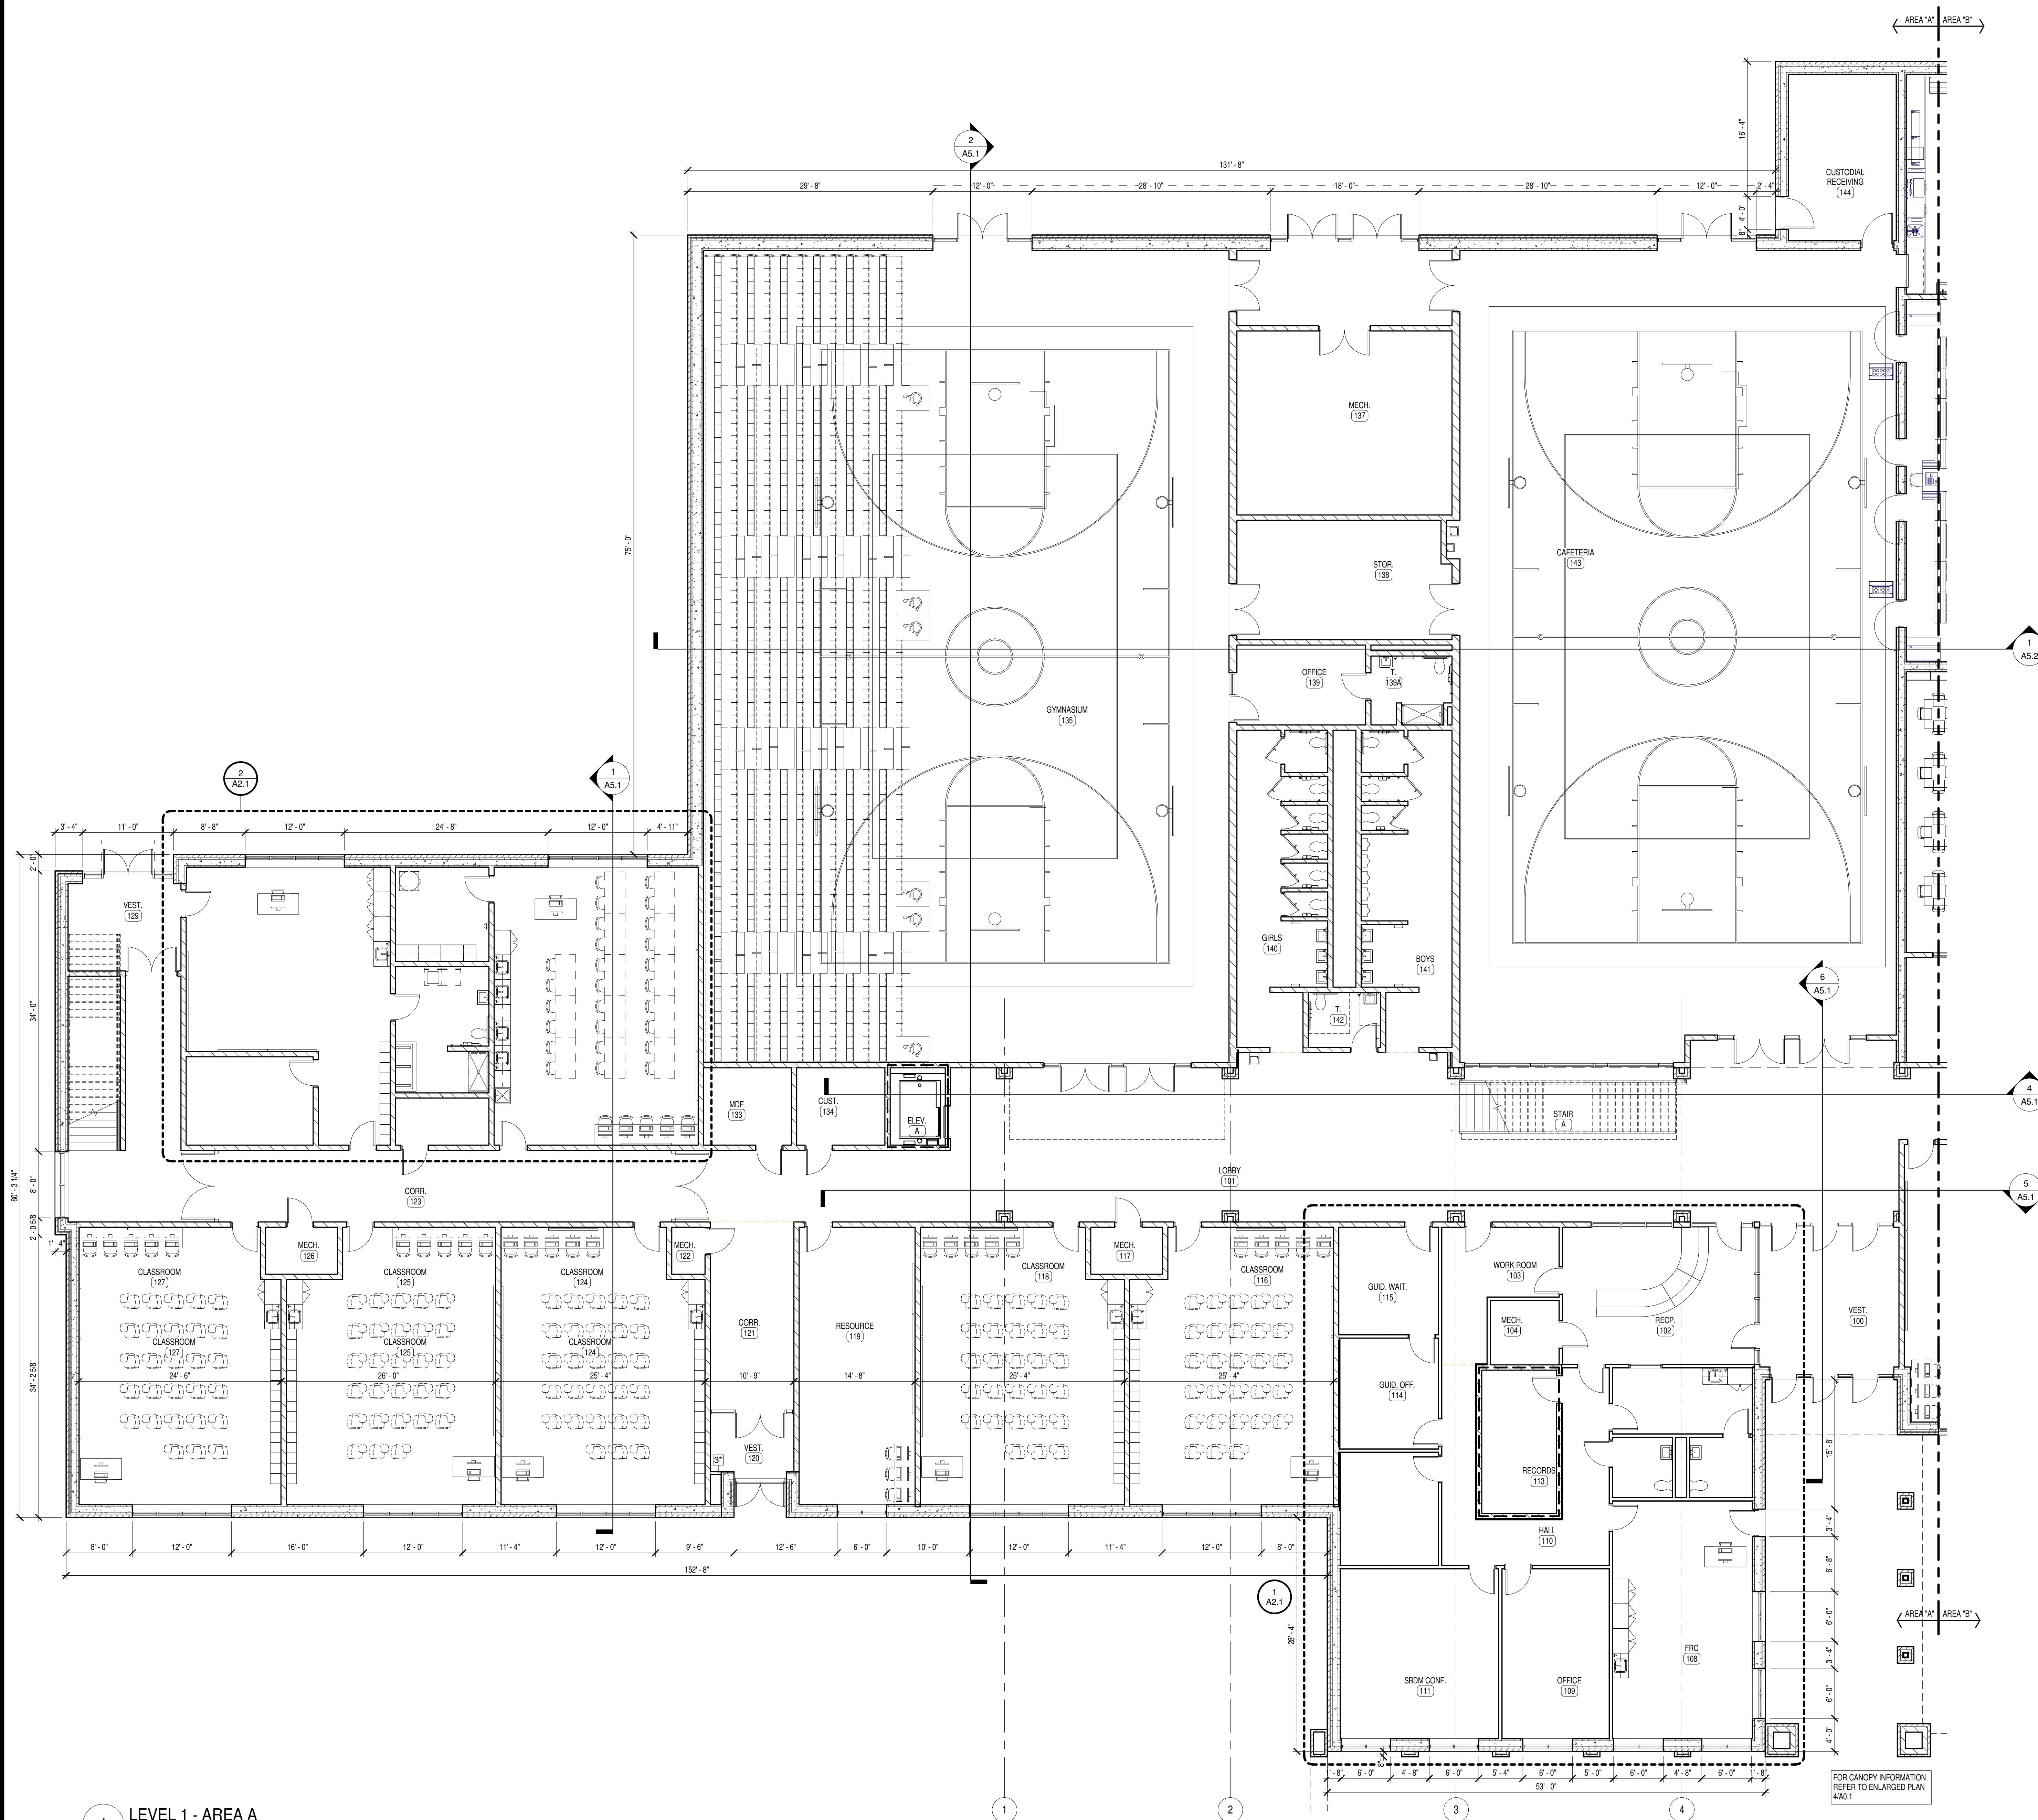 AREA "A" AREA "B"
2
A5.1
131' - 8"
29' - 8"
12' - 0"
28' - 10"
18' - 0"
28' - 10"
12' - 0"
2' - 4"
16' - 4"
4' - 0"
8"
CUSTODIAL
RECEIVING
144
75' - 0"
MECH.
137
STOR.
138
CAFETERIA
143
1
A5.2
OFFICE
139
T.
139A
GYMNASIUM
135
2
A2.1
1
A5.1
3' - 4"
11' - 0"
8' - 8"
12' - 0"
24' - 8"
12' - 0"
4' - 11"
2' - 0"
VEST.
129
GIRLS
140
BOYS
141
6
A5.1
34' - 0"
T.
142
MDF
133
CUST.
134
ELEV.
A
STAIR
A
4
A5.1
80' - 3 1/4"
8' - 0"
CORR.
123
LOBBY
101
5
A5.1
2' - 0 5/8"
1' - 4"
MECH.
126
MECH.
122
MECH.
117
CLASSROOM
127
CLASSROOM
125
CLASSROOM
124
CLASSROOM
118
CLASSROOM
116
GUID. WAIT.
115
WORK ROOM
103
MECH.
104
RECP.
102
VEST.
100
CORR.
121
RESOURCE
119
CLASSROOM
127
CLASSROOM
125
CLASSROOM
124
34' - 2 5/8"
24' - 6"
26' - 0"
25' - 4"
10' - 9"
14' - 8"
25' - 4"
25' - 4"
GUID. OFF.
114
VEST.
120
3"
RECORDS
113
15' - 8"
HALL
110
3' - 4"
8' - 0"
12' - 0"
16' - 0"
12' - 0"
11' - 4"
12' - 0"
9' - 6"
12' - 6"
6' - 0"
10' - 0"
12' - 0"
11' - 4"
12' - 0"
8' - 0"
152' - 8"
6' - 8"
1
A2.1
28' - 4"
6' - 0"
AREA "A" AREA "B"
3' - 4"
FRC
108
SBDM CONF.
111
OFFICE
109
6' - 0"
4' - 0"
8"
1' - 8"
6' - 0"
4' - 8"
6' - 0"
5' - 4"
6' - 0"
5' - 0"
6' - 0"
4' - 8"
6' - 0"
1' - 8"
53' - 0"
FOR CANOPY INFORMATION
REFER TO ENLARGED PLAN
4/A0.1
1
2
3
4
LEVEL 1 - AREA A